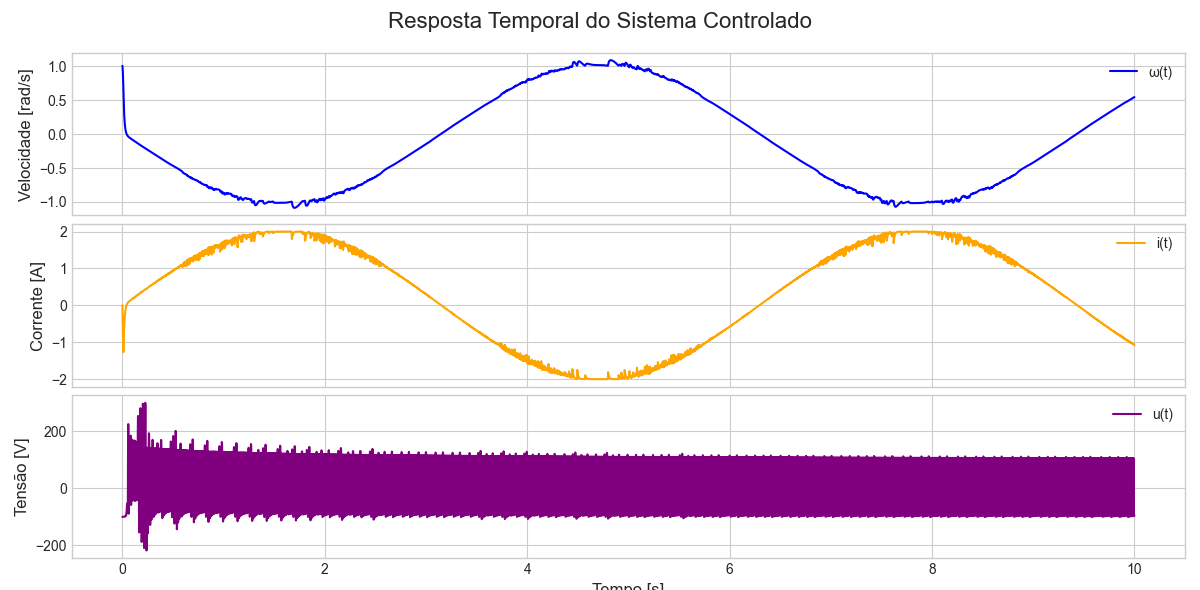 Resposta Temporal do Sistema Controlado
Velocidade [rad/s]
1.0
0.5
0.0
−0.5
−1.0
ω(t)
Corrente [A]
2
1
0
−1
−2
i(t)
Tensão [V]
200
0
−200
u(t)
0 2 4 6 8 10
Tempo [s]